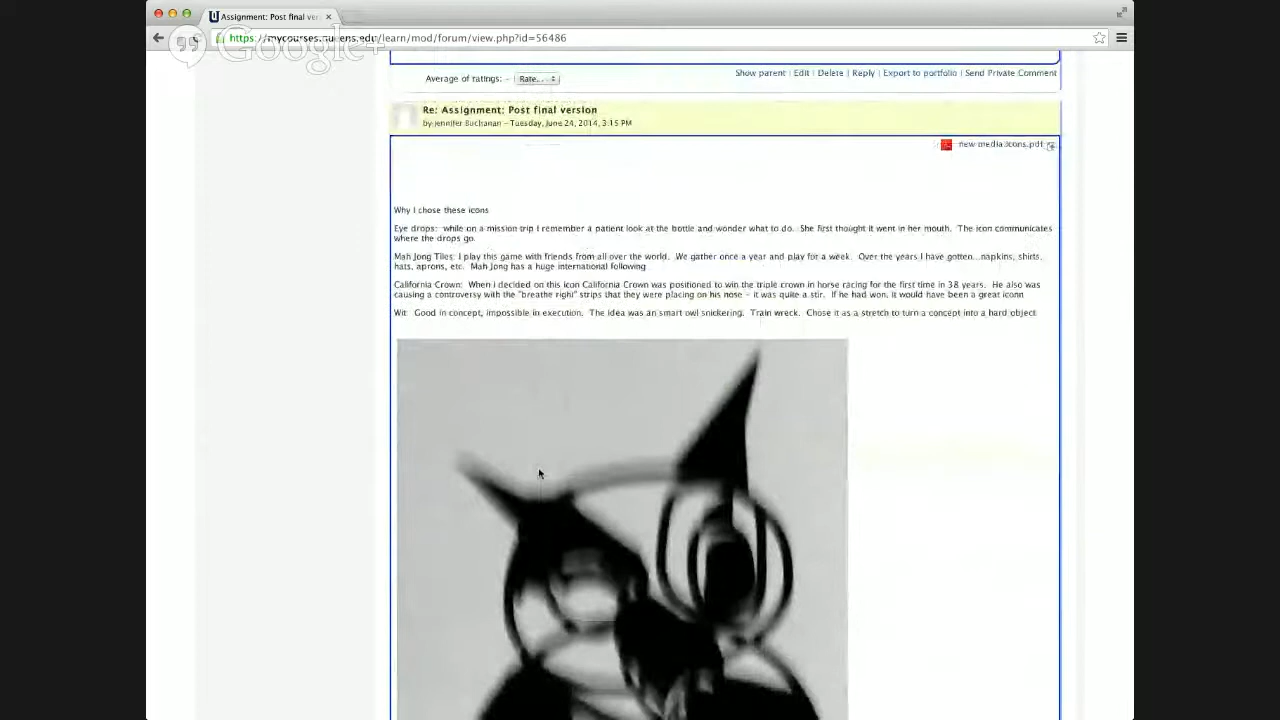 Assignment: Post final ver
https://mycourses.queens.edu/learn/mod/forum/view.php?id=56486
Google+
Average of ratings: - Rate...
Show parent | Edit | Delete | Reply | Export to portfolio | Send Private Comment
Re: Assignment: Post final version
by Jennifer Buchanan - Tuesday, June 24, 2014, 3:15 PM
new media icons.pdf
Why I chose these icons
Eye drops: while on a mission trip I remember a patient look at the bottle and wonder what to do. She first thought it went in her mouth. The icon communicates
where the drops go.
Mah Jong Tiles: I play this game with friends from all over the world. We gather once a year and play for a week. Over the years I have gotten...napkins, shirts,
hats, aprons, etc. Mah Jong has a huge international following
California Crown: When I decided on this icon California Crown was positioned to win the triple crown in horse racing for the first time in 38 years. He also was
causing a controversy with the "breathe right" strips that they were placing on his nose - it was quite a stir. If he had won, it would have been a great iconn
Wit: Good in concept, impossible in execution. The idea was an smart owl snickering. Train wreck. Chose it as a stretch to turn a concept into a hard object